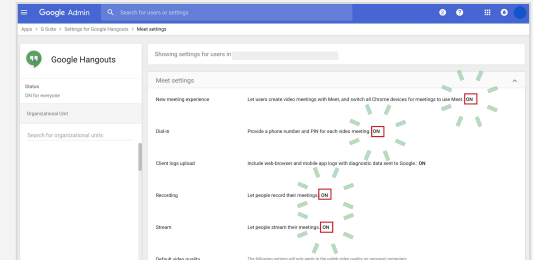 Google Admin
Search for users or settings
Apps > G Suite > Settings for Google Hangouts > Meet settings
Google Hangouts
Showing settings for users in
Status
ON for everyone
Organizational Unit
Search for organizational units
Meet settings
New meeting experience Let users create video meetings with Meet, and switch all Chrome devices for meetings to use Meet. ON
Dial-in Provide a phone number and PIN for each video meeting. ON
Client logs upload Include web-browser and mobile app logs with diagnostic data sent to Google.: ON
Recording Let people record their meetings. ON
Stream Let people stream their meetings. ON
Default video quality